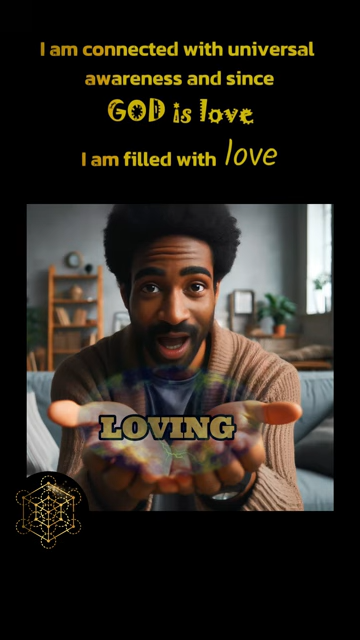 I am connected with universal
awareness and since
GOD is love
I am filled with love
LOVING